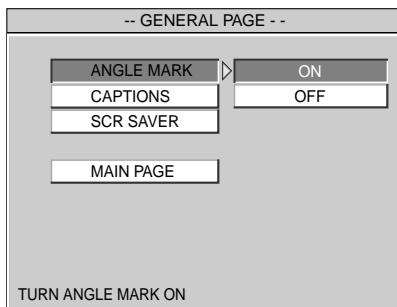 -- GENERAL PAGE - -
ANGLE MARK ON
CAPTIONS OFF
SCR SAVER
MAIN PAGE
TURN ANGLE MARK ON